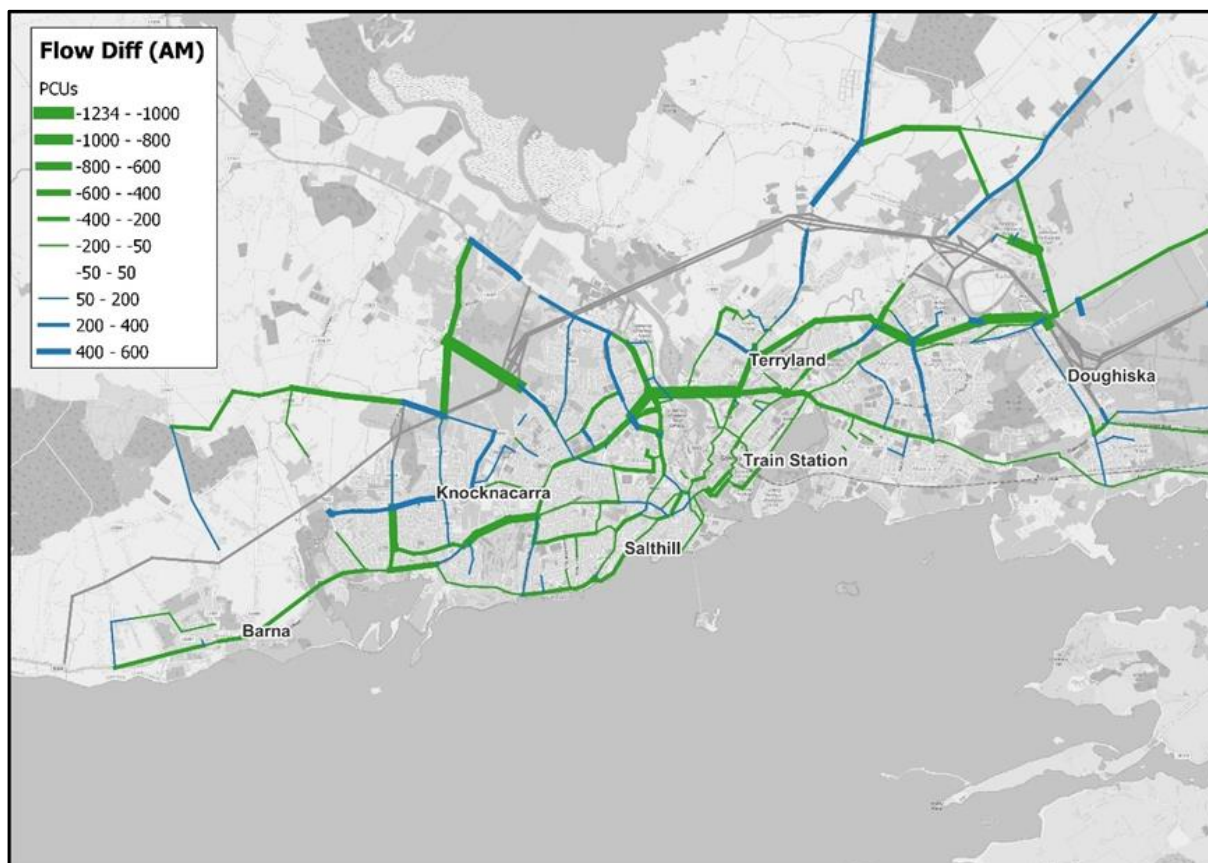 Flow Diff (AM)
PCUs
-1234 - -1000
-1000 - -800
-800 - -600
-600 - -400
-400 - -200
-200 - -50
-50 - 50
50 - 200
200 - 400
400 - 600
Terryland
Doughiska
Train Station
Knocknacarra
Salthill
Barna